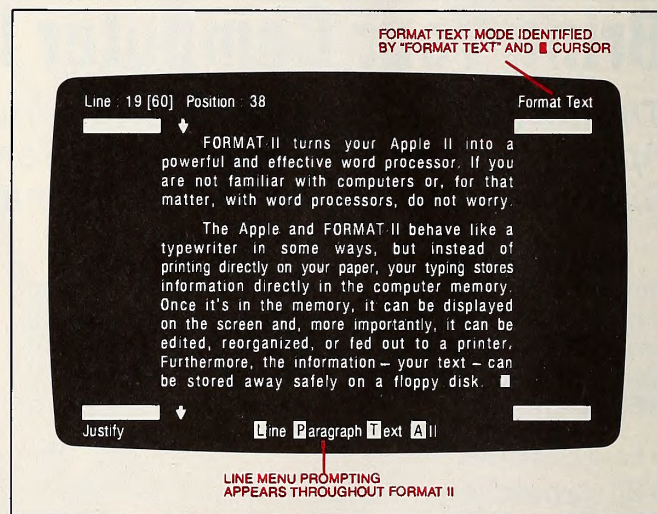 FORMAT TEXT MODE IDENTIFIED
BY "FORMAT TEXT" AND CURSOR
Line : 19 [60] Position : 38 Format Text
FORMAT-II turns your Apple II into a
powerful and effective word processor. If you
are not familiar with computers or, for that
matter, with word processors, do not worry.
The Apple and FORMAT-II behave like a
typewriter in some ways, but instead of
printing directly on your paper, your typing stores
information directly in the computer memory.
Once it's in the memory, it can be displayed
on the screen and, more importantly, it can be
edited, reorganized, or fed out to a printer.
Furthermore, the information – your text – can
be stored away safely on a floppy disk.
Justify Line Paragraph Text All
LINE MENU PROMPTING
APPEARS THROUGHOUT FORMAT II